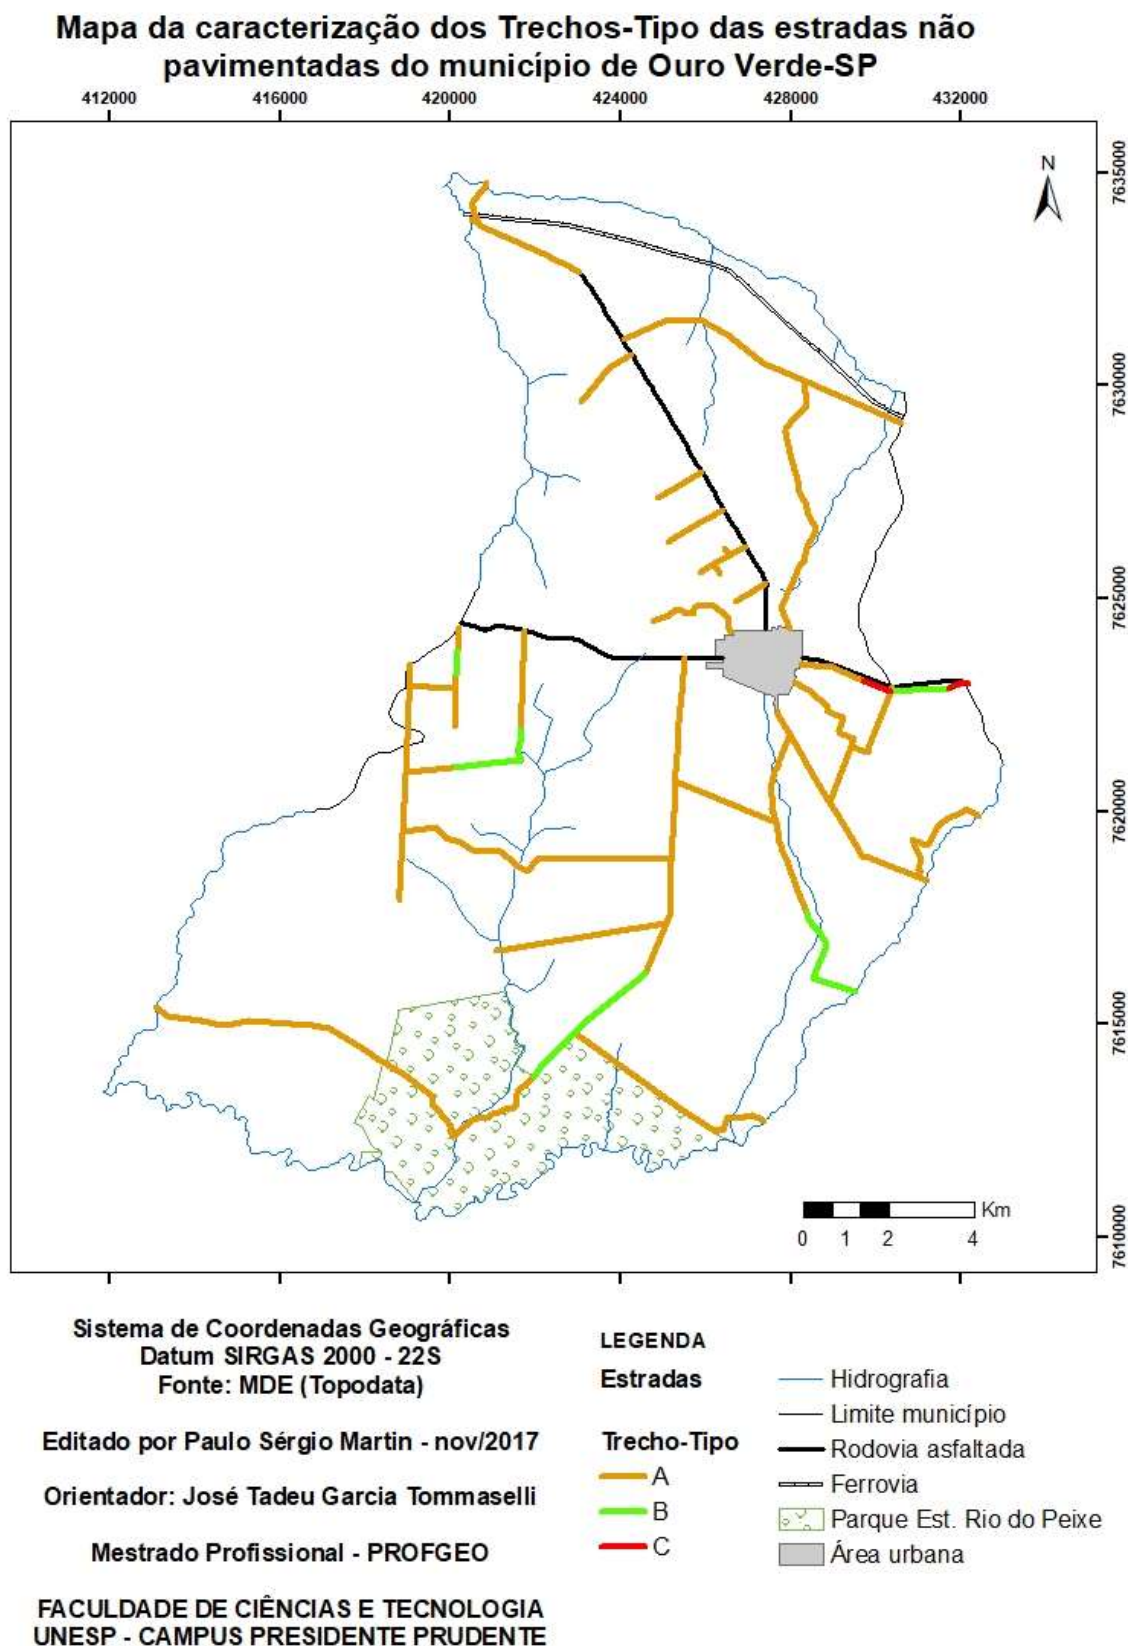 Mapa da caracterização dos Trechos-Tipo das estradas não
pavimentadas do município de Ouro Verde-SP
412000 416000 420000 424000 428000 432000
N
7635000
7630000
7625000
7620000
7615000
7610000
Km
0 1 2 4
Sistema de Coordenadas Geográficas
Datum SIRGAS 2000 - 22S
Fonte: MDE (Topodata)
Editado por Paulo Sérgio Martin - nov/2017
Orientador: José Tadeu Garcia Tommaselli
Mestrado Profissional - PROFGEO
FACULDADE DE CIÊNCIAS E TECNOLOGIA
UNESP - CAMPUS PRESIDENTE PRUDENTE
LEGENDA
Estradas
Trecho-Tipo
A
B
C
Hidrografia
Limite município
Rodovia asfaltada
Ferrovia
Parque Est. Rio do Peixe
Área urbana